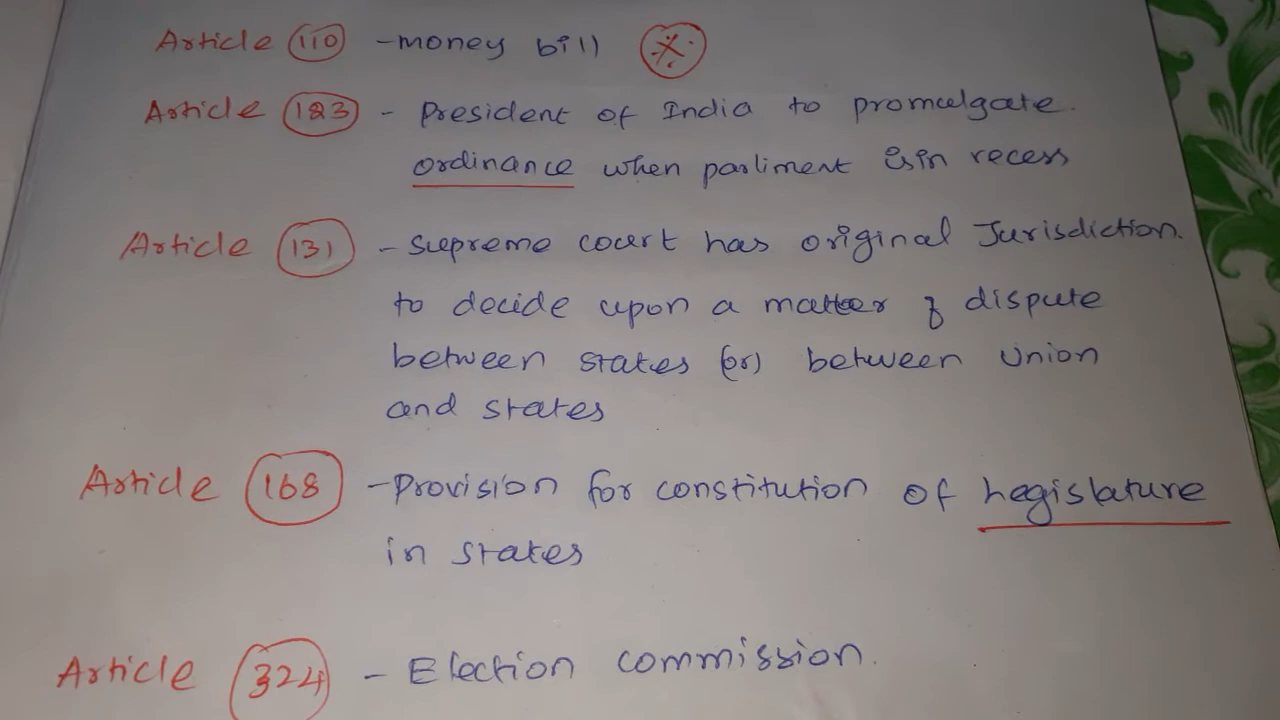 Article 110 - money bill
Article 123 - President of India to promulgate.
ordinance when parliment is in recess
Article 131 - Supreme court has original Jurisdiction.
to decide upon a matter of dispute
between states (or) between Union
and states
Article 168 - Provision for constitution of Legislature
in states
Article 324 - Election commission.